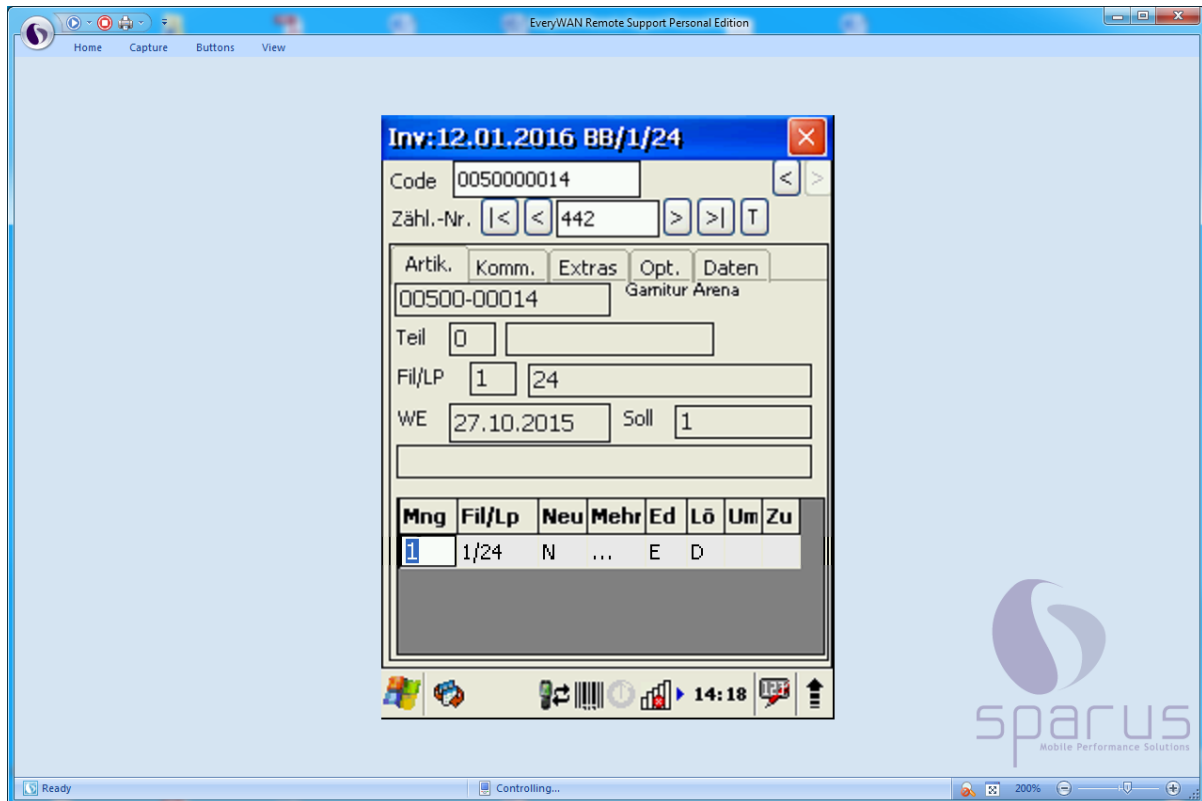 EveryWAN Remote Support Personal Edition
Home Capture Buttons View
Inv:12.01.2016 BB/1/24
Code 0050000014 < >
Zähl.-Nr. |< < 442 > >| T
Artik. Komm. Extras Opt. Daten
00500-00014 Garnitur Arena
Teil 0
Fil/LP 1 24
WE 27.10.2015 Soll 1
Mng Fil/Lp Neu Mehr Ed Lö Um Zu
1 1/24 N ... E D
14:18 123
sparus
Mobile Performance Solutions
Ready Controlling... 200%